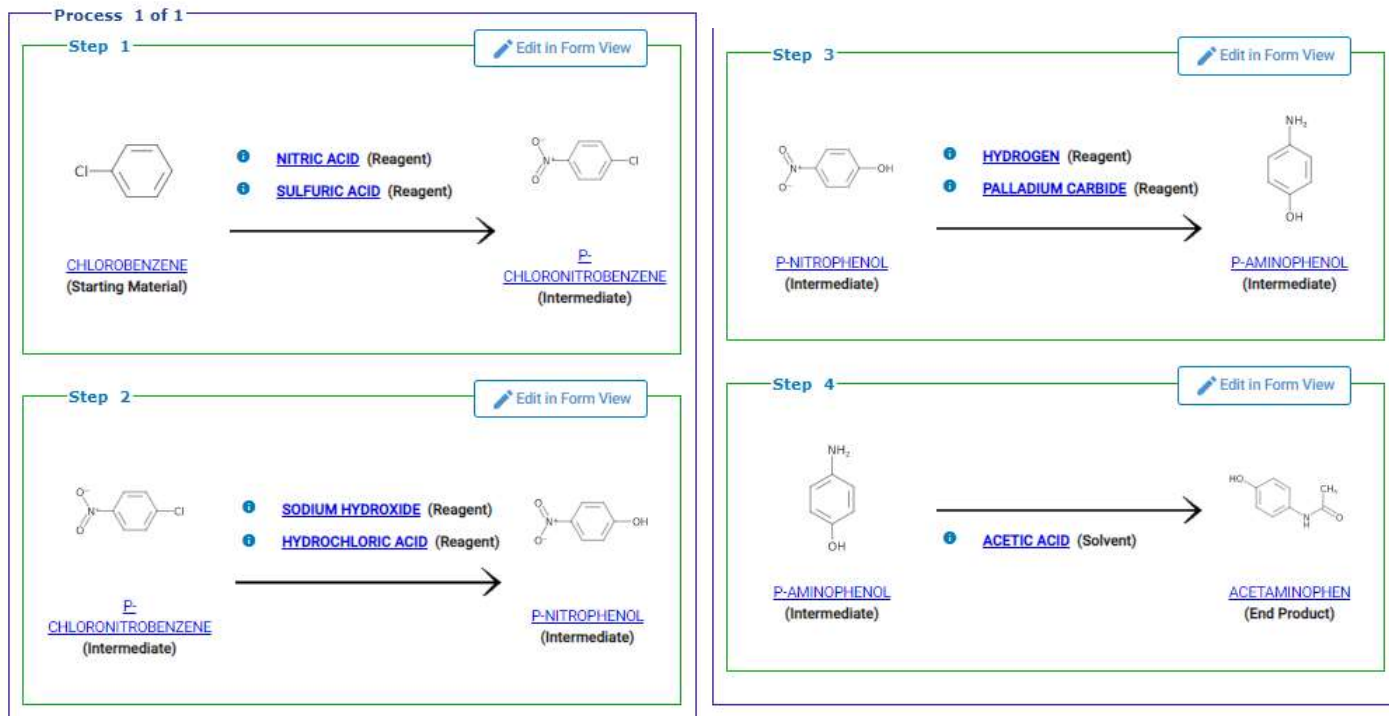 Process 1 of 1
Step 1
Edit in Form View
Cl
NITRIC ACID (Reagent)
SULFURIC ACID (Reagent)
O⁻
N⁺
O
Cl
CHLOROBENZENE
(Starting Material)
P-
CHLORONITROBENZENE
(Intermediate)
Step 2
Edit in Form View
O⁻
N⁺
O
Cl
SODIUM HYDROXIDE (Reagent)
HYDROCHLORIC ACID (Reagent)
O
N⁺
O⁻
OH
P-
CHLORONITROBENZENE
(Intermediate)
P-NITROPHENOL
(Intermediate)
Step 3
Edit in Form View
O
N⁺
O⁻
OH
HYDROGEN (Reagent)
PALLADIUM CARBIDE (Reagent)
NH₂
OH
P-NITROPHENOL
(Intermediate)
P-AMINOPHENOL
(Intermediate)
Step 4
Edit in Form View
NH₂
OH
ACETIC ACID (Solvent)
HO
CH₃
N
H
O
P-AMINOPHENOL
(Intermediate)
ACETAMINOPHEN
(End Product)